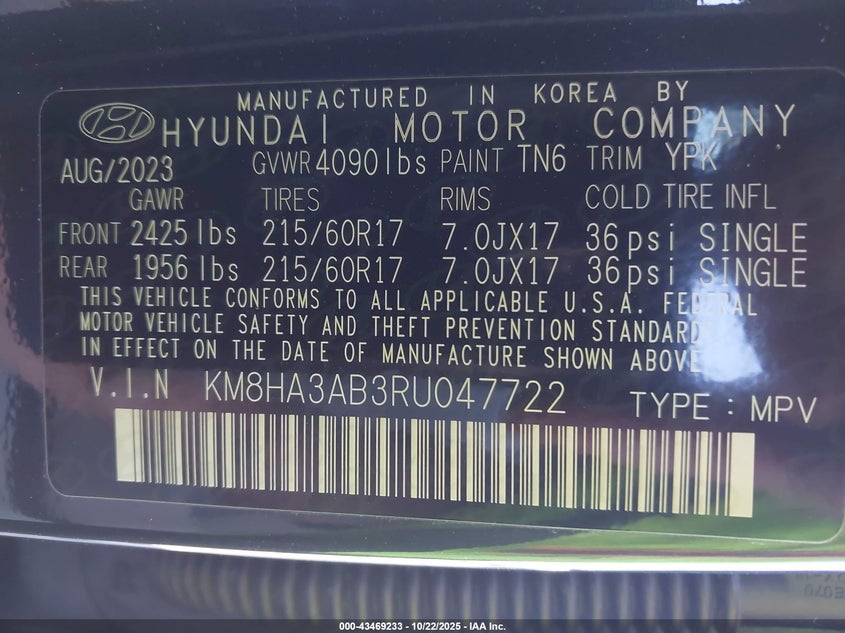 MANUFACTURED IN KOREA BY
HYUNDAI MOTOR COMPANY
AUG/2023 GVWR 4090lbs PAINT TN6 TRIM YPK
GAWR TIRES RIMS COLD TIRE INFL
FRONT 2425 lbs 215/60R17 7.0JX17 36psi SINGLE
REAR 1956 lbs 215/60R17 7.0JX17 36psi SINGLE
THIS VEHICLE CONFORMS TO ALL APPLICABLE U.S.A. FEDERAL
MOTOR VEHICLE SAFETY AND THEFT PREVENTION STANDARDS
IN EFFECT ON THE DATE OF MANUFACTURE SHOWN ABOVE
V.I.N KM8HA3AB3RU047722 TYPE : MPV
000-43469233 - 10/22/2025 - IAA Inc.